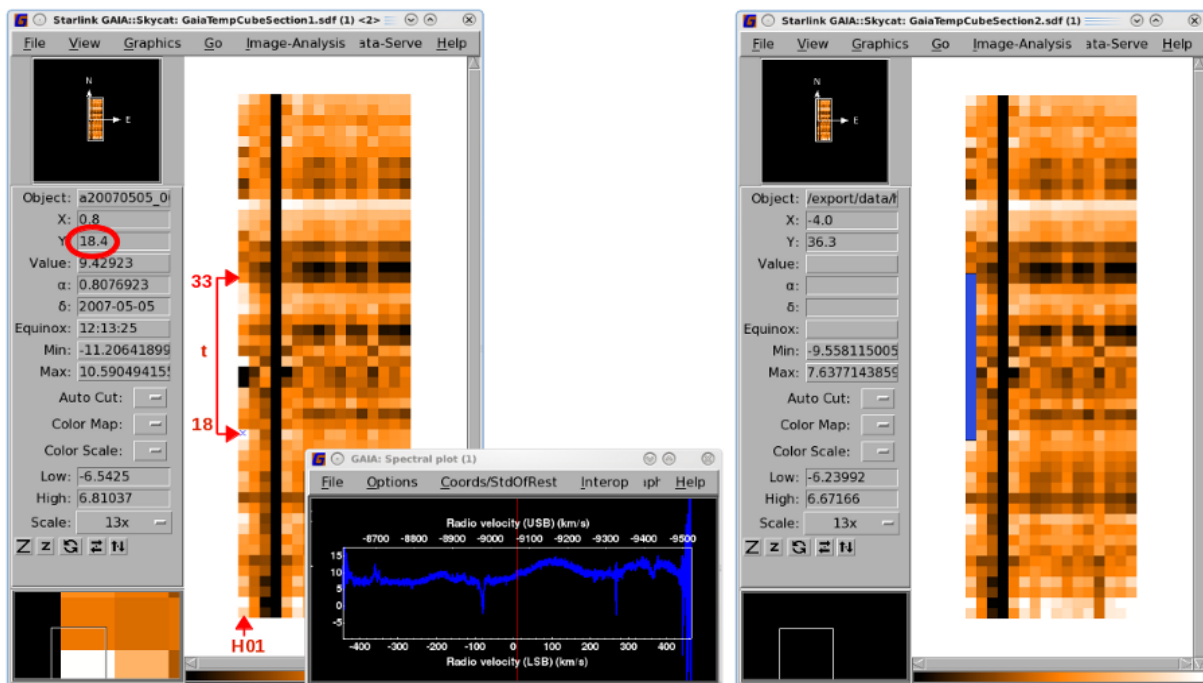 Starlink GAIA::Skycat: GaiaTempCubeSection1.sdf (1) <2>
File View Graphics Go Image-Analysis ata-Serve Help
N
E
Object: a20070505_0
X: 0.8
Y: 18.4
Value: 9.42923
α: 0.8076923
δ: 2007-05-05
Equinox: 12:13:25
Min: -11.20641899
Max: 10.590494155
Auto Cut:
Color Map:
Color Scale:
Low: -6.5425
High: 6.81037
Scale: 13x
Z z
33
t
18
H01
GAIA: Spectral plot (1)
File Options Coords/StdOfRest Interop ıpł Help
Radio velocity (USB) (km/s)
-8700 -8800 -8900 -9000 -9100 -9200 -9300 -9400 -9500
15
10
5
0
-5
-400 -300 -200 -100 0 100 200 300 400
Radio velocity (LSB) (km/s)
Starlink GAIA::Skycat: GaiaTempCubeSection2.sdf (1)
File View Graphics Go Image-Analysis ata-Serve Help
N
E
Object: /export/data/
X: -4.0
Y: 36.3
Value:
α:
δ:
Equinox:
Min: -9.558115005
Max: 7.6377143859
Auto Cut:
Color Map:
Color Scale:
Low: -6.23992
High: 6.67166
Scale: 13x
Z z